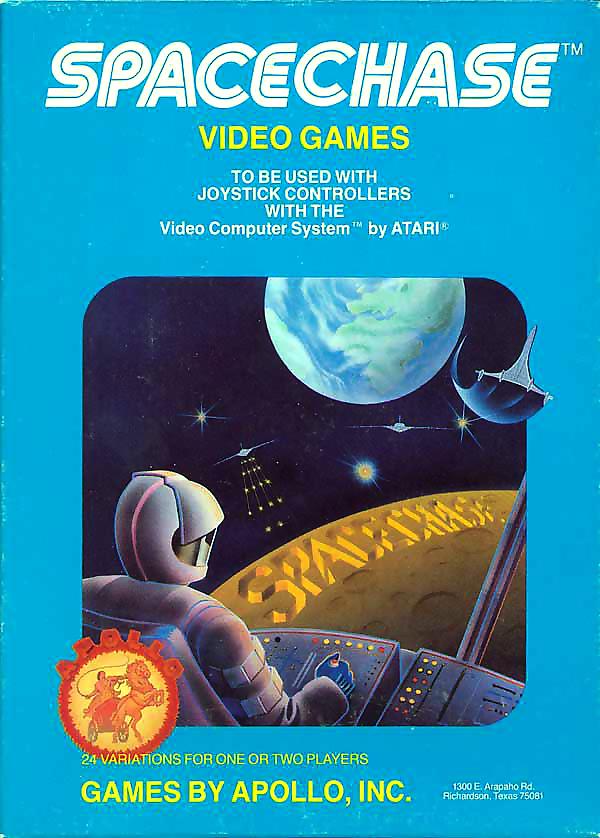 SPACECHASE™
VIDEO GAMES
TO BE USED WITH
JOYSTICK CONTROLLERS
WITH THE
Video Computer System™ by ATARI®
SPACECHASE
APOLLO
24 VARIATIONS FOR ONE OR TWO PLAYERS
GAMES BY APOLLO, INC.
1300 E. Arapaho Rd.
Richardson, Texas 75081